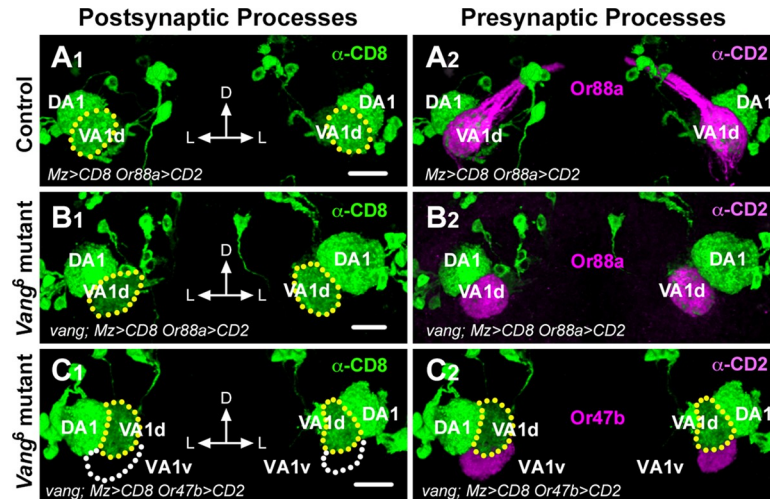 Postsynaptic Processes
Presynaptic Processes
Control
A1
α-CD8
DA1
DA1
VA1d
VA1d
D
L
L
Mz>CD8 Or88a>CD2
A2
α-CD2
Or88a
DA1
DA1
VA1d
VA1d
Mz>CD8 Or88a>CD2
Vang⁶ mutant
B1
α-CD8
DA1
DA1
VA1d
VA1d
D
L
L
vang; Mz>CD8 Or88a>CD2
B2
α-CD2
Or88a
DA1
DA1
VA1d
VA1d
vang; Mz>CD8 Or88a>CD2
Vang⁶ mutant
C1
α-CD8
DA1
DA1
VA1d
VA1d
D
L
L
VA1v
VA1v
vang; Mz>CD8 Or47b>CD2
C2
α-CD2
Or47b
DA1
DA1
VA1d
VA1d
VA1v
VA1v
vang; Mz>CD8 Or47b>CD2